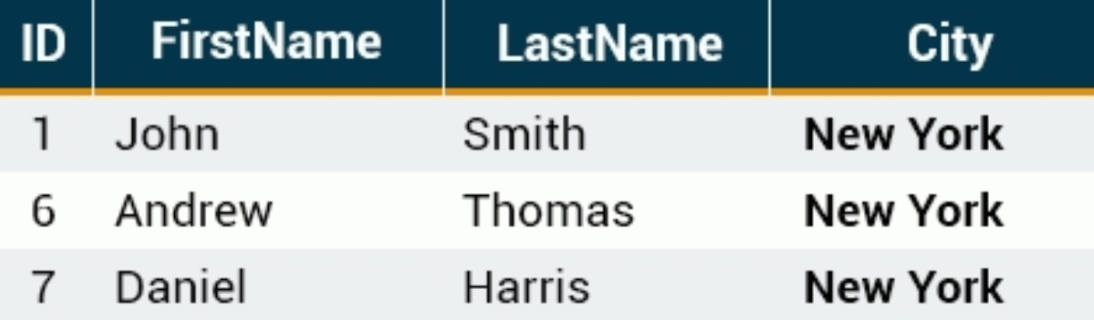 ID FirstName LastName City
1 John Smith New York
6 Andrew Thomas New York
7 Daniel Harris New York